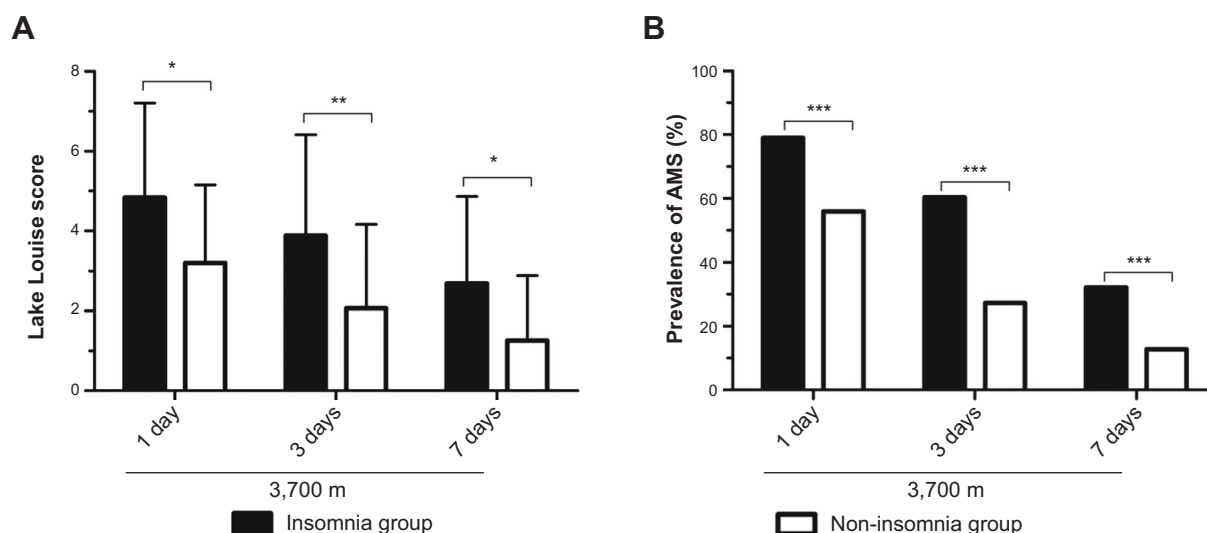 A
Lake Louise score
8
6
4
2
0
*
**
*
1 day
3 days
7 days
3,700 m
B
Prevalence of AMS (%)
100
80
60
40
20
0
***
***
***
1 day
3 days
7 days
3,700 m
Insomnia group
Non-insomnia group